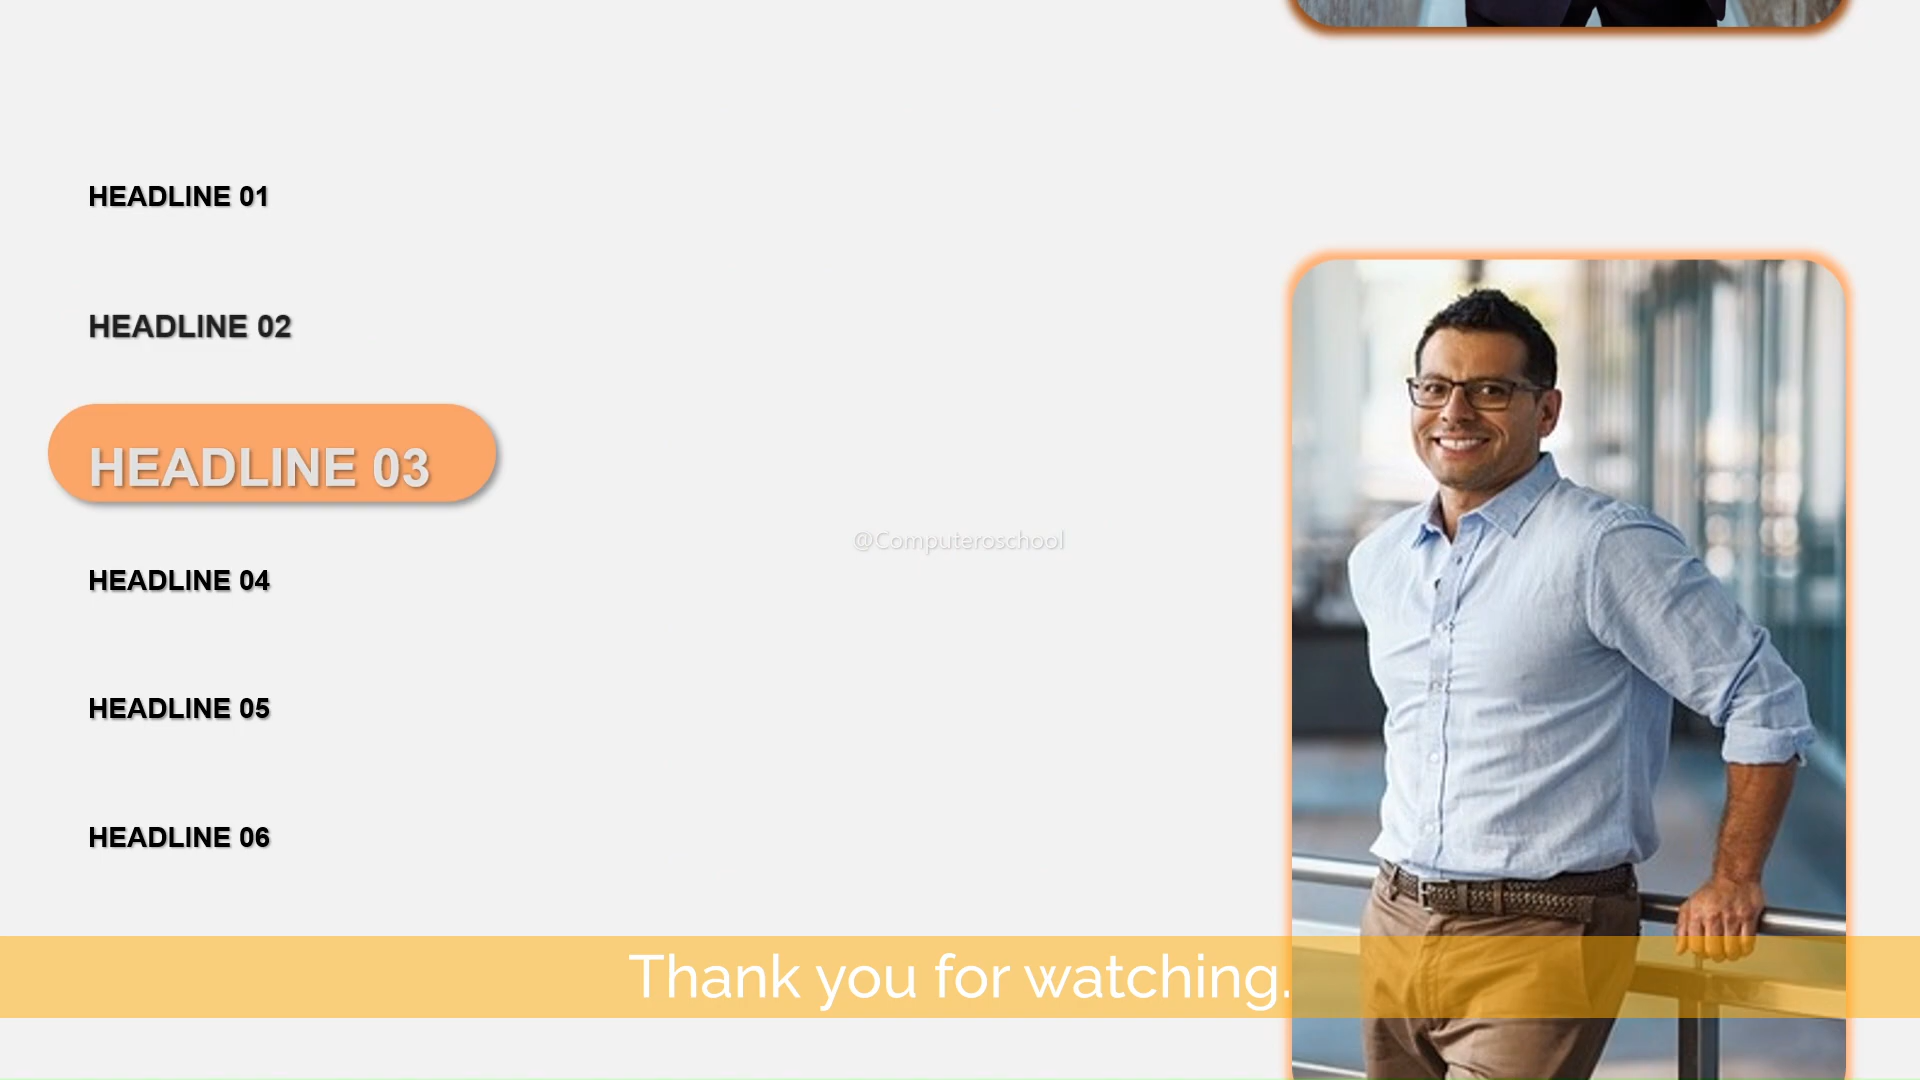 HEADLINE 01
HEADLINE 02
HEADLINE 03
@Computeroschool
HEADLINE 04
HEADLINE 05
HEADLINE 06
Thank you for watching.